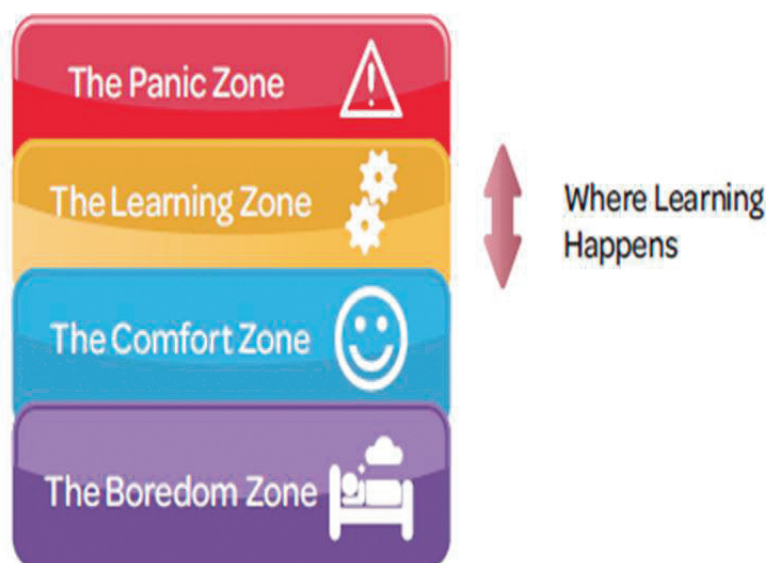 The Panic Zone
The Learning Zone
Where Learning
Happens
The Comfort Zone
The Boredom Zone